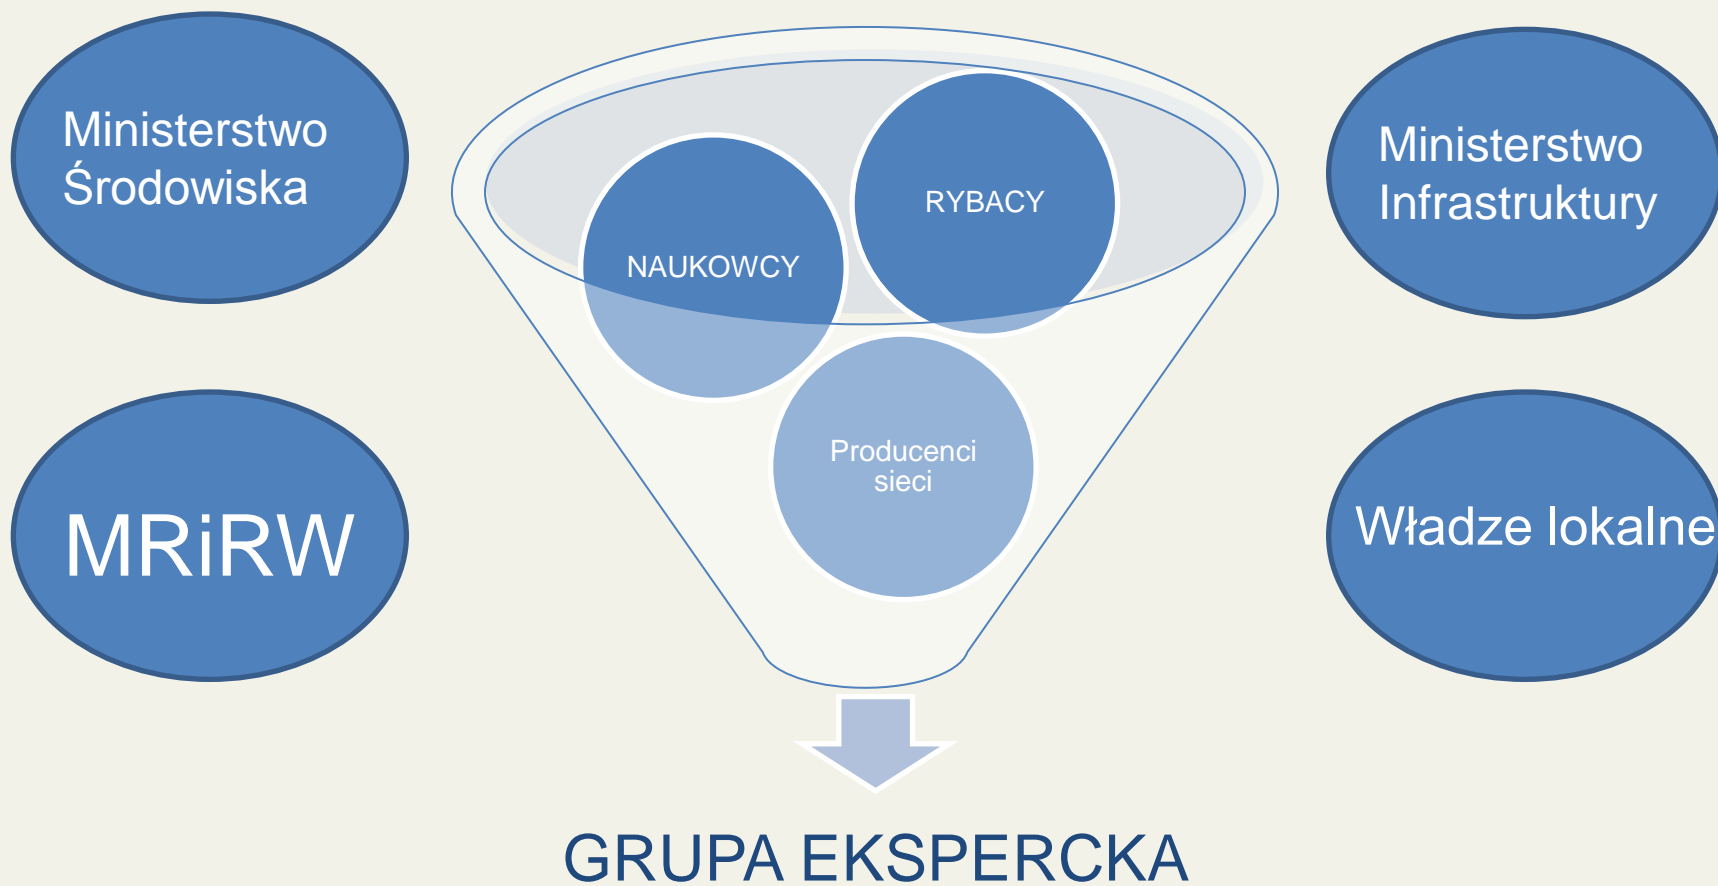 Ministerstwo
Środowiska
NAUKOWCY
RYBACY
Ministerstwo
Infrastruktury
MRiRW
Producenci
sieci
Władze lokalne
GRUPA EKSPERCKA